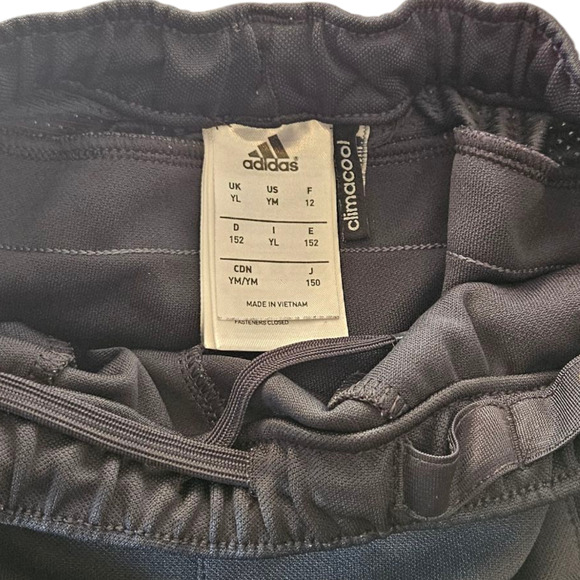 adidas
UK US F
YL YM 12
D I E
152 YL 152
CDN J
YM/YM 150
MADE IN VIETNAM
FASTENERS CLOSED
climacool